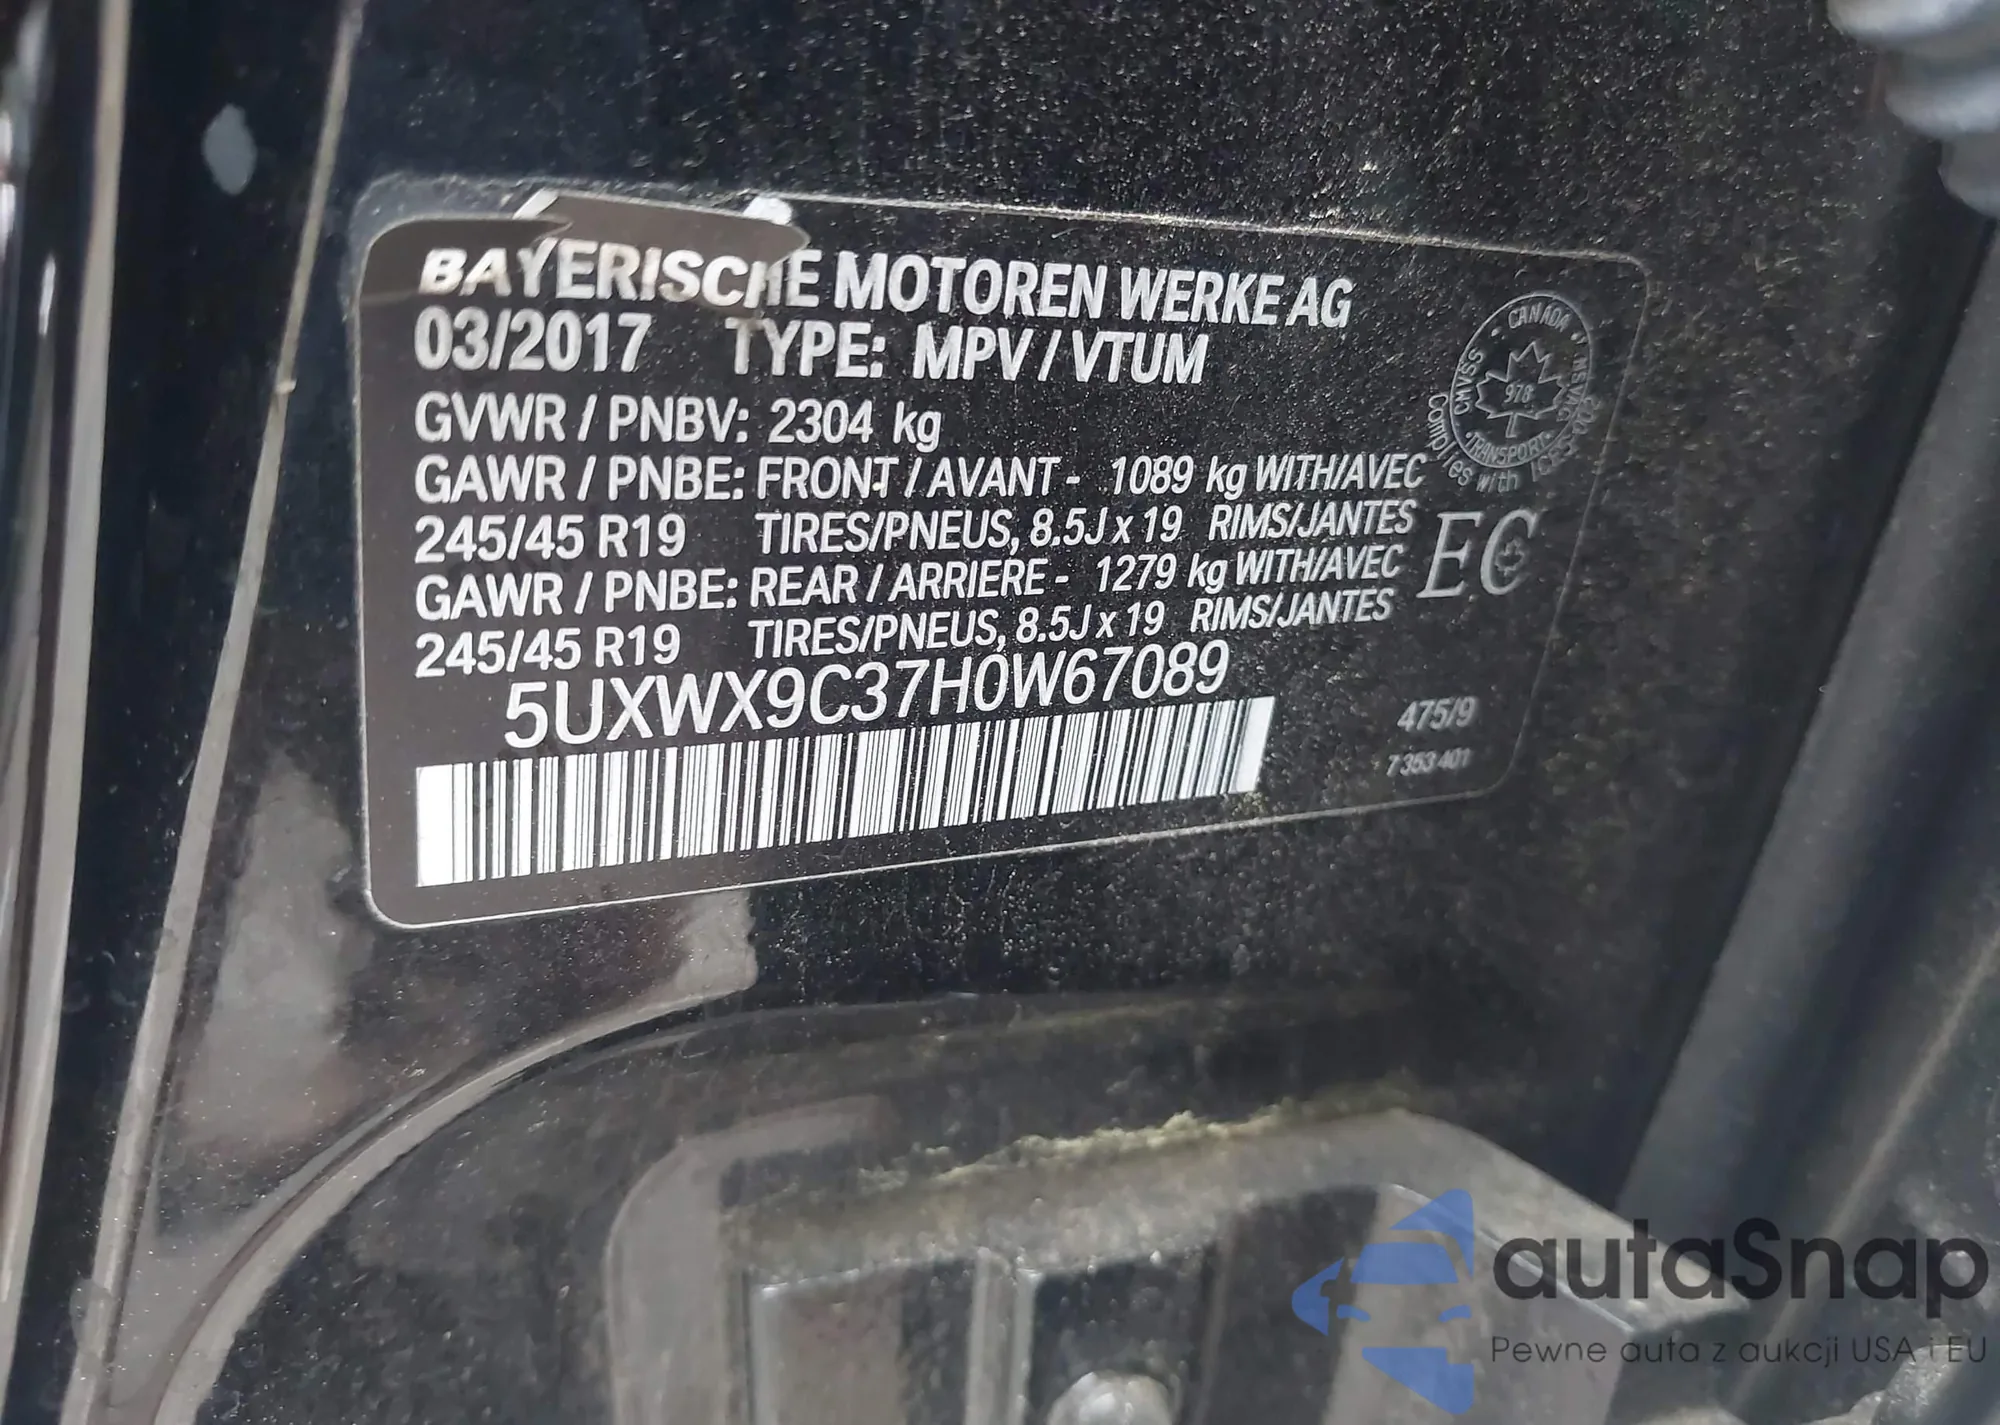 BAYERISCHE MOTOREN WERKE AG
03/2017 TYPE: MPV / VTUM
GVWR / PNBV: 2304 kg
GAWR / PNBE: FRONT / AVANT - 1089 kg WITH/AVEC
245/45 R19 TIRES/PNEUS, 8.5J x 19 RIMS/JANTES
GAWR / PNBE: REAR / ARRIERE - 1279 kg WITH/AVEC
245/45 R19 TIRES/PNEUS, 8.5J x 19 RIMS/JANTES
5UXWX9C37H0W67089
CANADA
CMVSS
978
TRANSPORT
Complies with
EC
475/9
7 353 401
autaSnap
Pewne auta z aukcji USA i EU